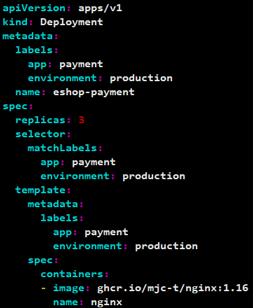 apiVersion: apps/v1
kind: Deployment
metadata:
  labels:
    app: payment
    environment: production
  name: eshop-payment
spec:
  replicas: 3
  selector:
    matchLabels:
      app: payment
      environment: production
  template:
    metadata:
      labels:
        app: payment
        environment: production
    spec:
      containers:
      - image: ghcr.io/mjc-t/nginx:1.16
        name: nginx